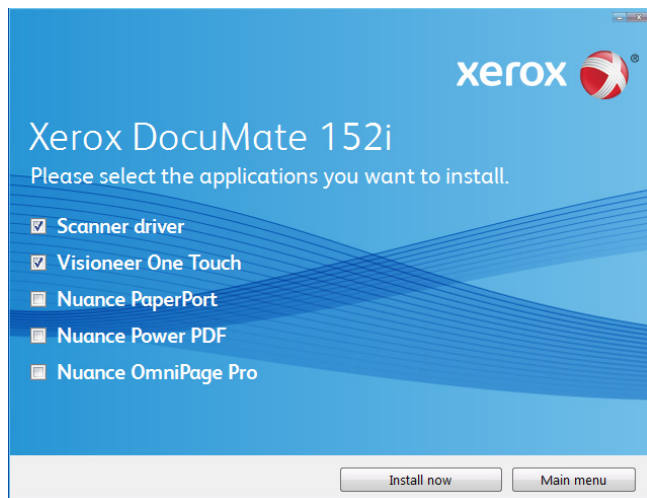 xerox ®
Xerox DocuMate 152i
Please select the applications you want to install.
Scanner driver
Visioneer One Touch
Nuance PaperPort
Nuance Power PDF
Nuance OmniPage Pro
Install now Main menu